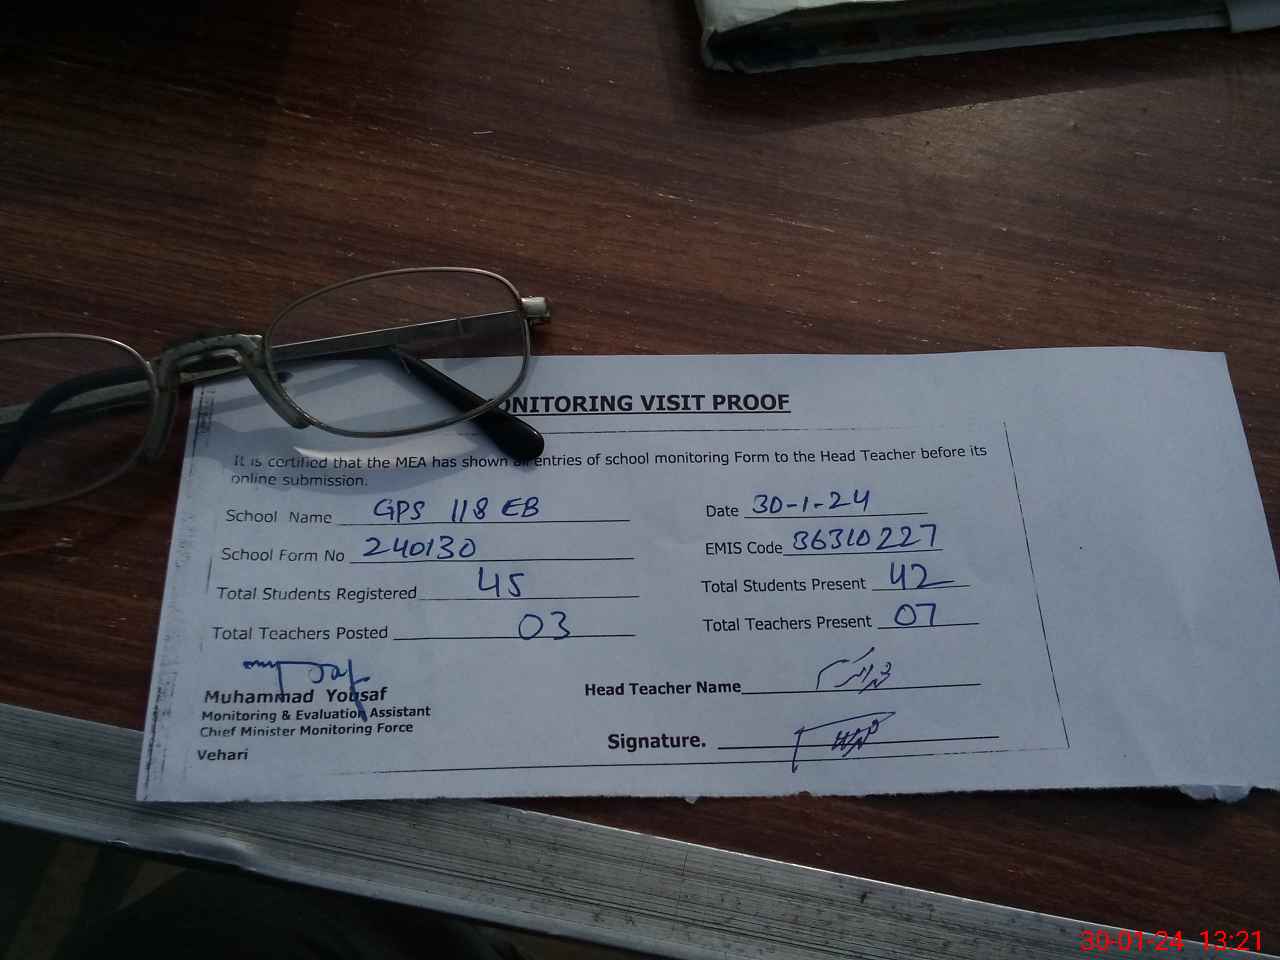 ONITORING VISIT PROOF
It is certified that the MEA has shown all entries of school monitoring Form to the Head Teacher before its
online submission.
School Name GPS 118 EB
Date 30-1-24
School Form No 240130
EMIS Code 36310227
Total Students Registered 45
Total Students Present 42
Total Teachers Posted 03
Total Teachers Present 07
Muhammad Yousaf
Monitoring & Evaluation Assistant
Chief Minister Monitoring Force
Vehari
Head Teacher Name
Signature.
30-01-24 13:21